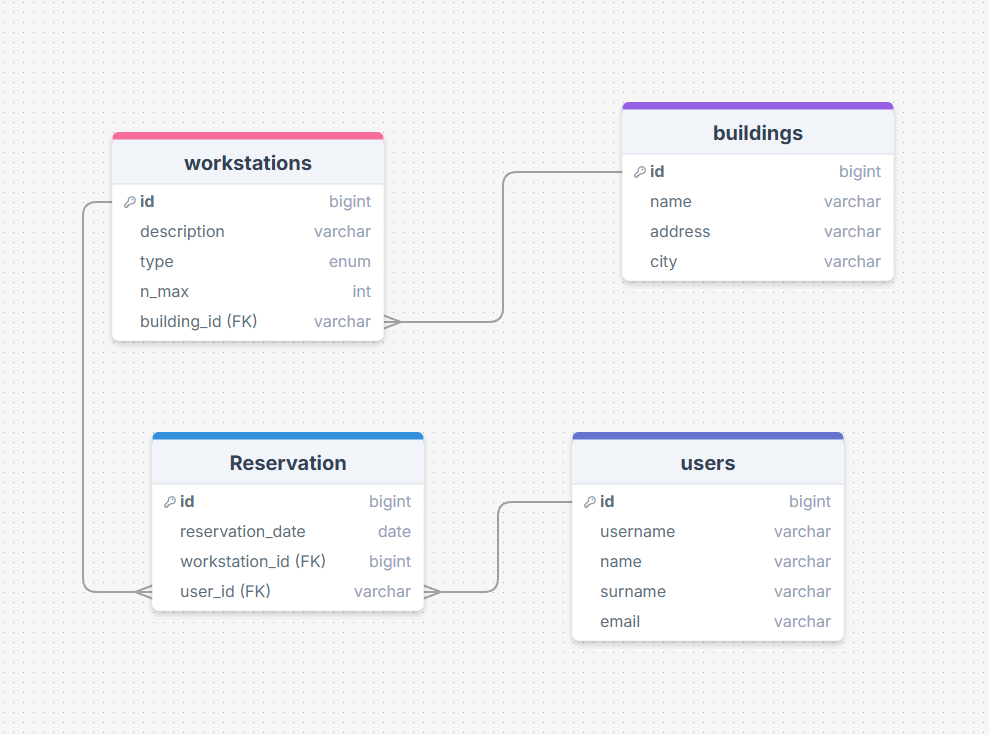 workstations
id bigint
description varchar
type enum
n_max int
building_id (FK) varchar
buildings
id bigint
name varchar
address varchar
city varchar
Reservation
id bigint
reservation_date date
workstation_id (FK) bigint
user_id (FK) varchar
users
id bigint
username varchar
name varchar
surname varchar
email varchar